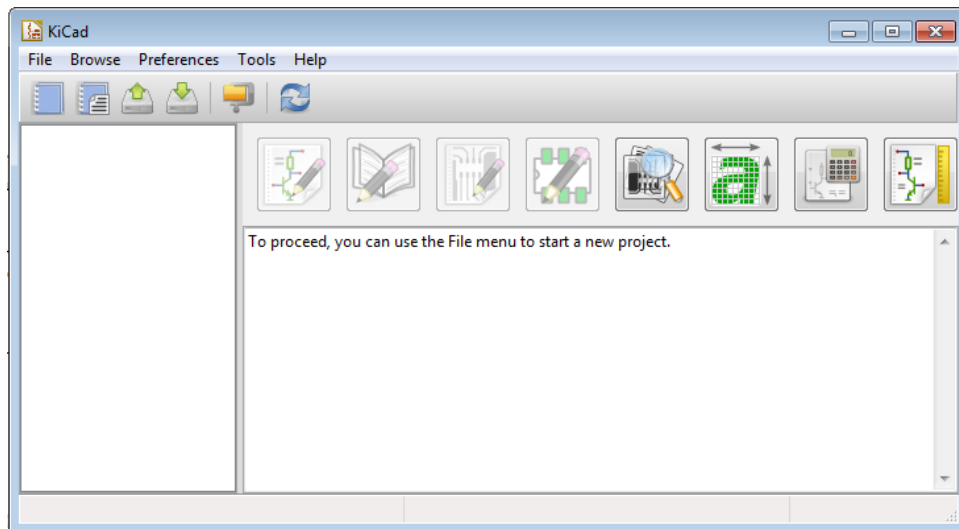 KiCad
File Browse Preferences Tools Help
a
To proceed, you can use the File menu to start a new project.